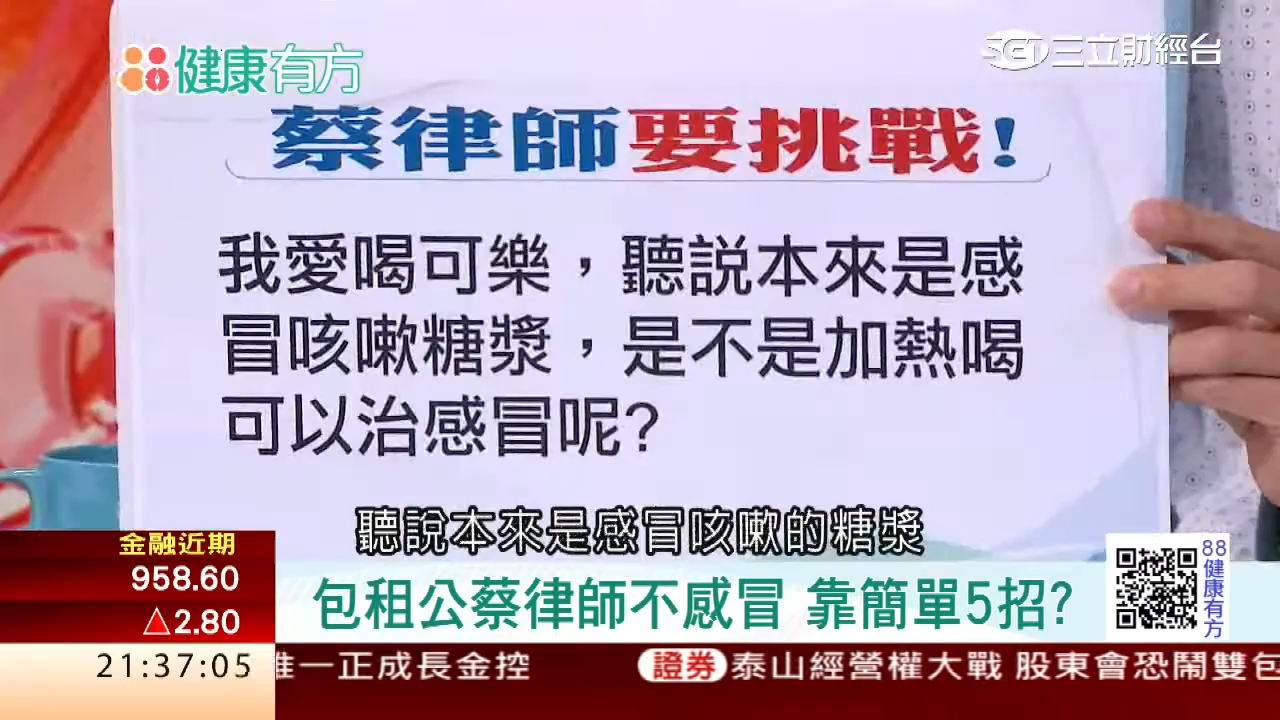 健康有方
SET三立財經台
蔡律師要挑戰!
我愛喝可樂，聽說本來是感
冒咳嗽糖漿，是不是加熱喝
可以治感冒呢?
聽說本來是感冒咳嗽的糖漿
金融近期
958.60
△2.80
包租公蔡律師不感冒 靠簡單5招?
88健康有方
21:37:05
唯一正成長金控 證券 泰山經營權大戰 股東會恐鬧雙包